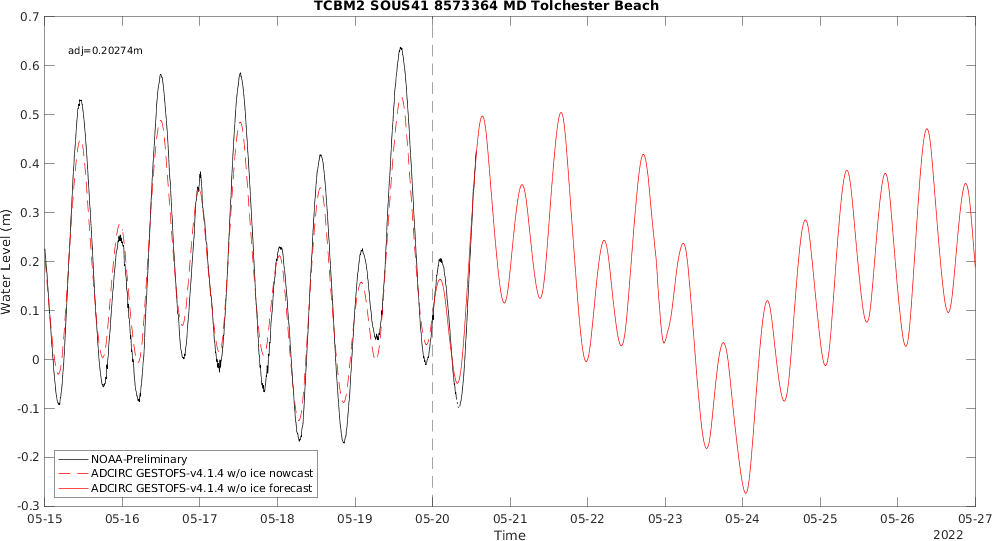 TCBM2 SOUS41 8573364 MD Tolchester Beach
adj=0.20274m
Water Level (m)
0.7
0.6
0.5
0.4
0.3
0.2
0.1
0
-0.1
-0.2
-0.3
NOAA-Preliminary
ADCIRC GESTOFS-v4.1.4 w/o ice nowcast
ADCIRC GESTOFS-v4.1.4 w/o ice forecast
05-15 05-16 05-17 05-18 05-19 05-20 05-21 05-22 05-23 05-24 05-25 05-26 05-27
Time
2022